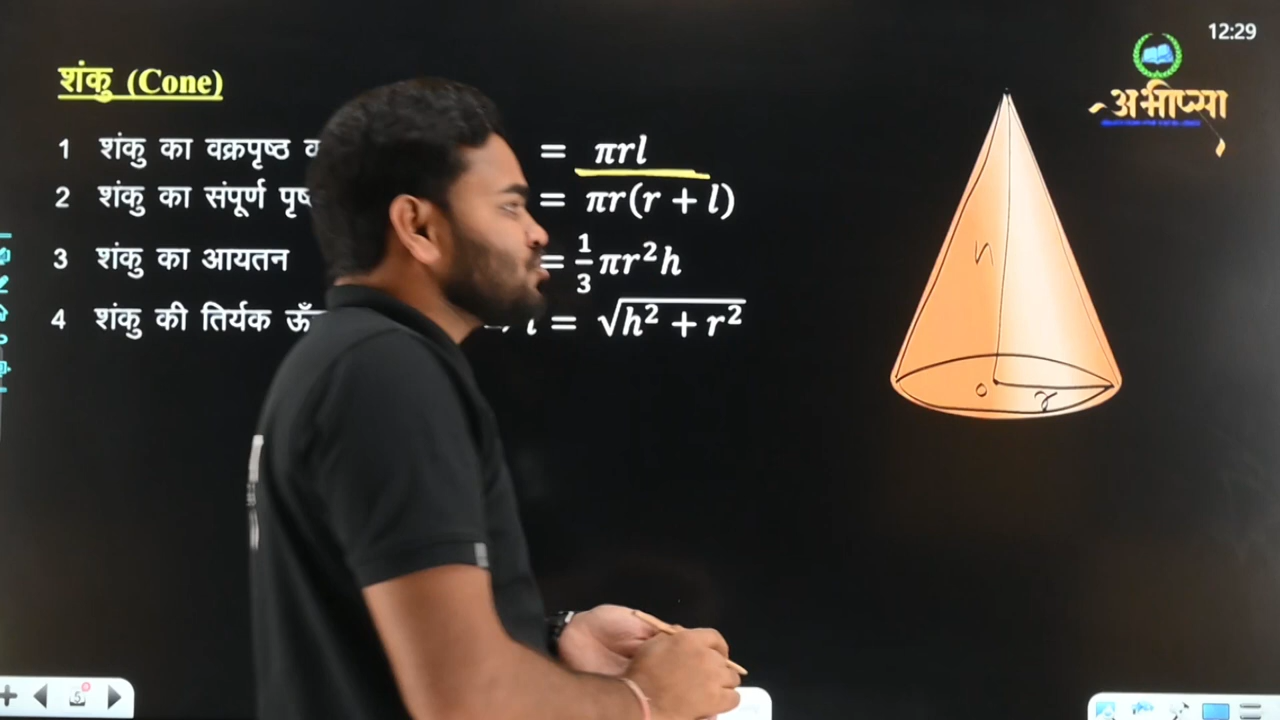 12:29
अभीप्सा
शंकु (Cone)
1 शंकु का वक्रपृष्ठ = πrl
2 शंकु का संपूर्ण = πr(r + l)
3 शंकु का आयतन = 1/3 πr²h
4 शंकु की तिर्यक l = √h² + r²
h
o
r
5